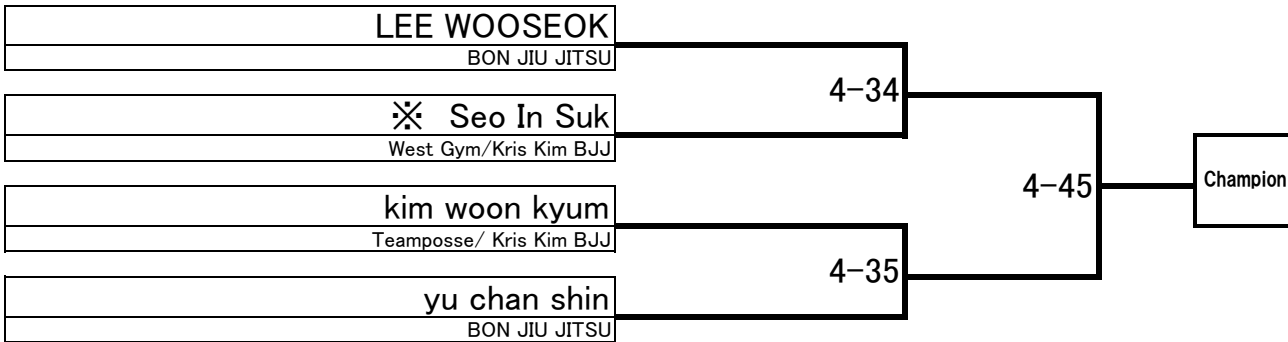 LEE WOOSEOK
BON JIU JITSU
4-34
※ Seo In Suk
West Gym/Kris Kim BJJ
4-45
Champion
kim woon kyum
Teamposse/ Kris Kim BJJ
4-35
yu chan shin
BON JIU JITSU